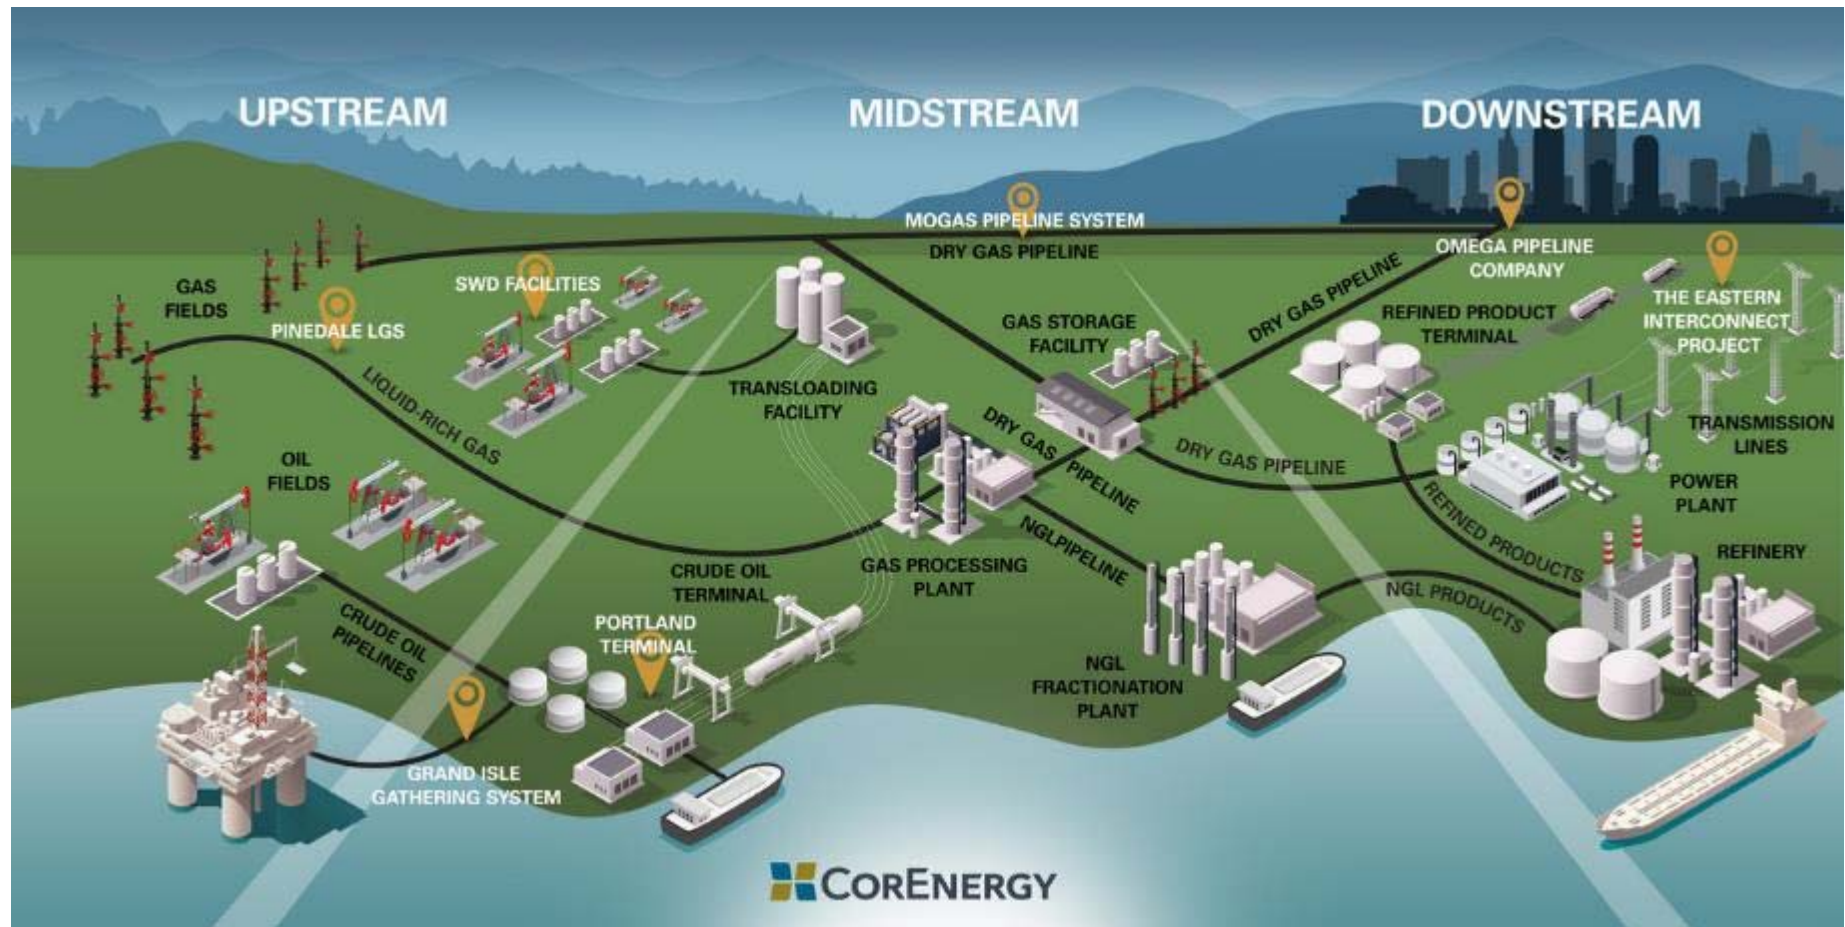 UPSTREAM
MIDSTREAM
DOWNSTREAM
MOGAS PIPELINE SYSTEM
DRY GAS PIPELINE
OMEGA PIPELINE
COMPANY
GAS
FIELDS
PINEDALE LGS
SWD FACILITIES
DRY GAS PIPELINE
THE EASTERN
INTERCONNECT
PROJECT
GAS STORAGE
FACILITY
REFINED PRODUCT
TERMINAL
LIQUID-RICH GAS
TRANSLOADING
FACILITY
DRY GAS PIPELINE
DRY GAS PIPELINE
TRANSMISSION
LINES
OIL
FIELDS
POWER
PLANT
REFINED PRODUCTS
NGLPIPELINE
REFINERY
CRUDE OIL
TERMINAL
GAS PROCESSING
PLANT
NGL PRODUCTS
CRUDE OIL
PIPELINES
PORTLAND
TERMINAL
NGL
FRACTIONATION
PLANT
GRAND ISLE
GATHERING SYSTEM
CORENERGY